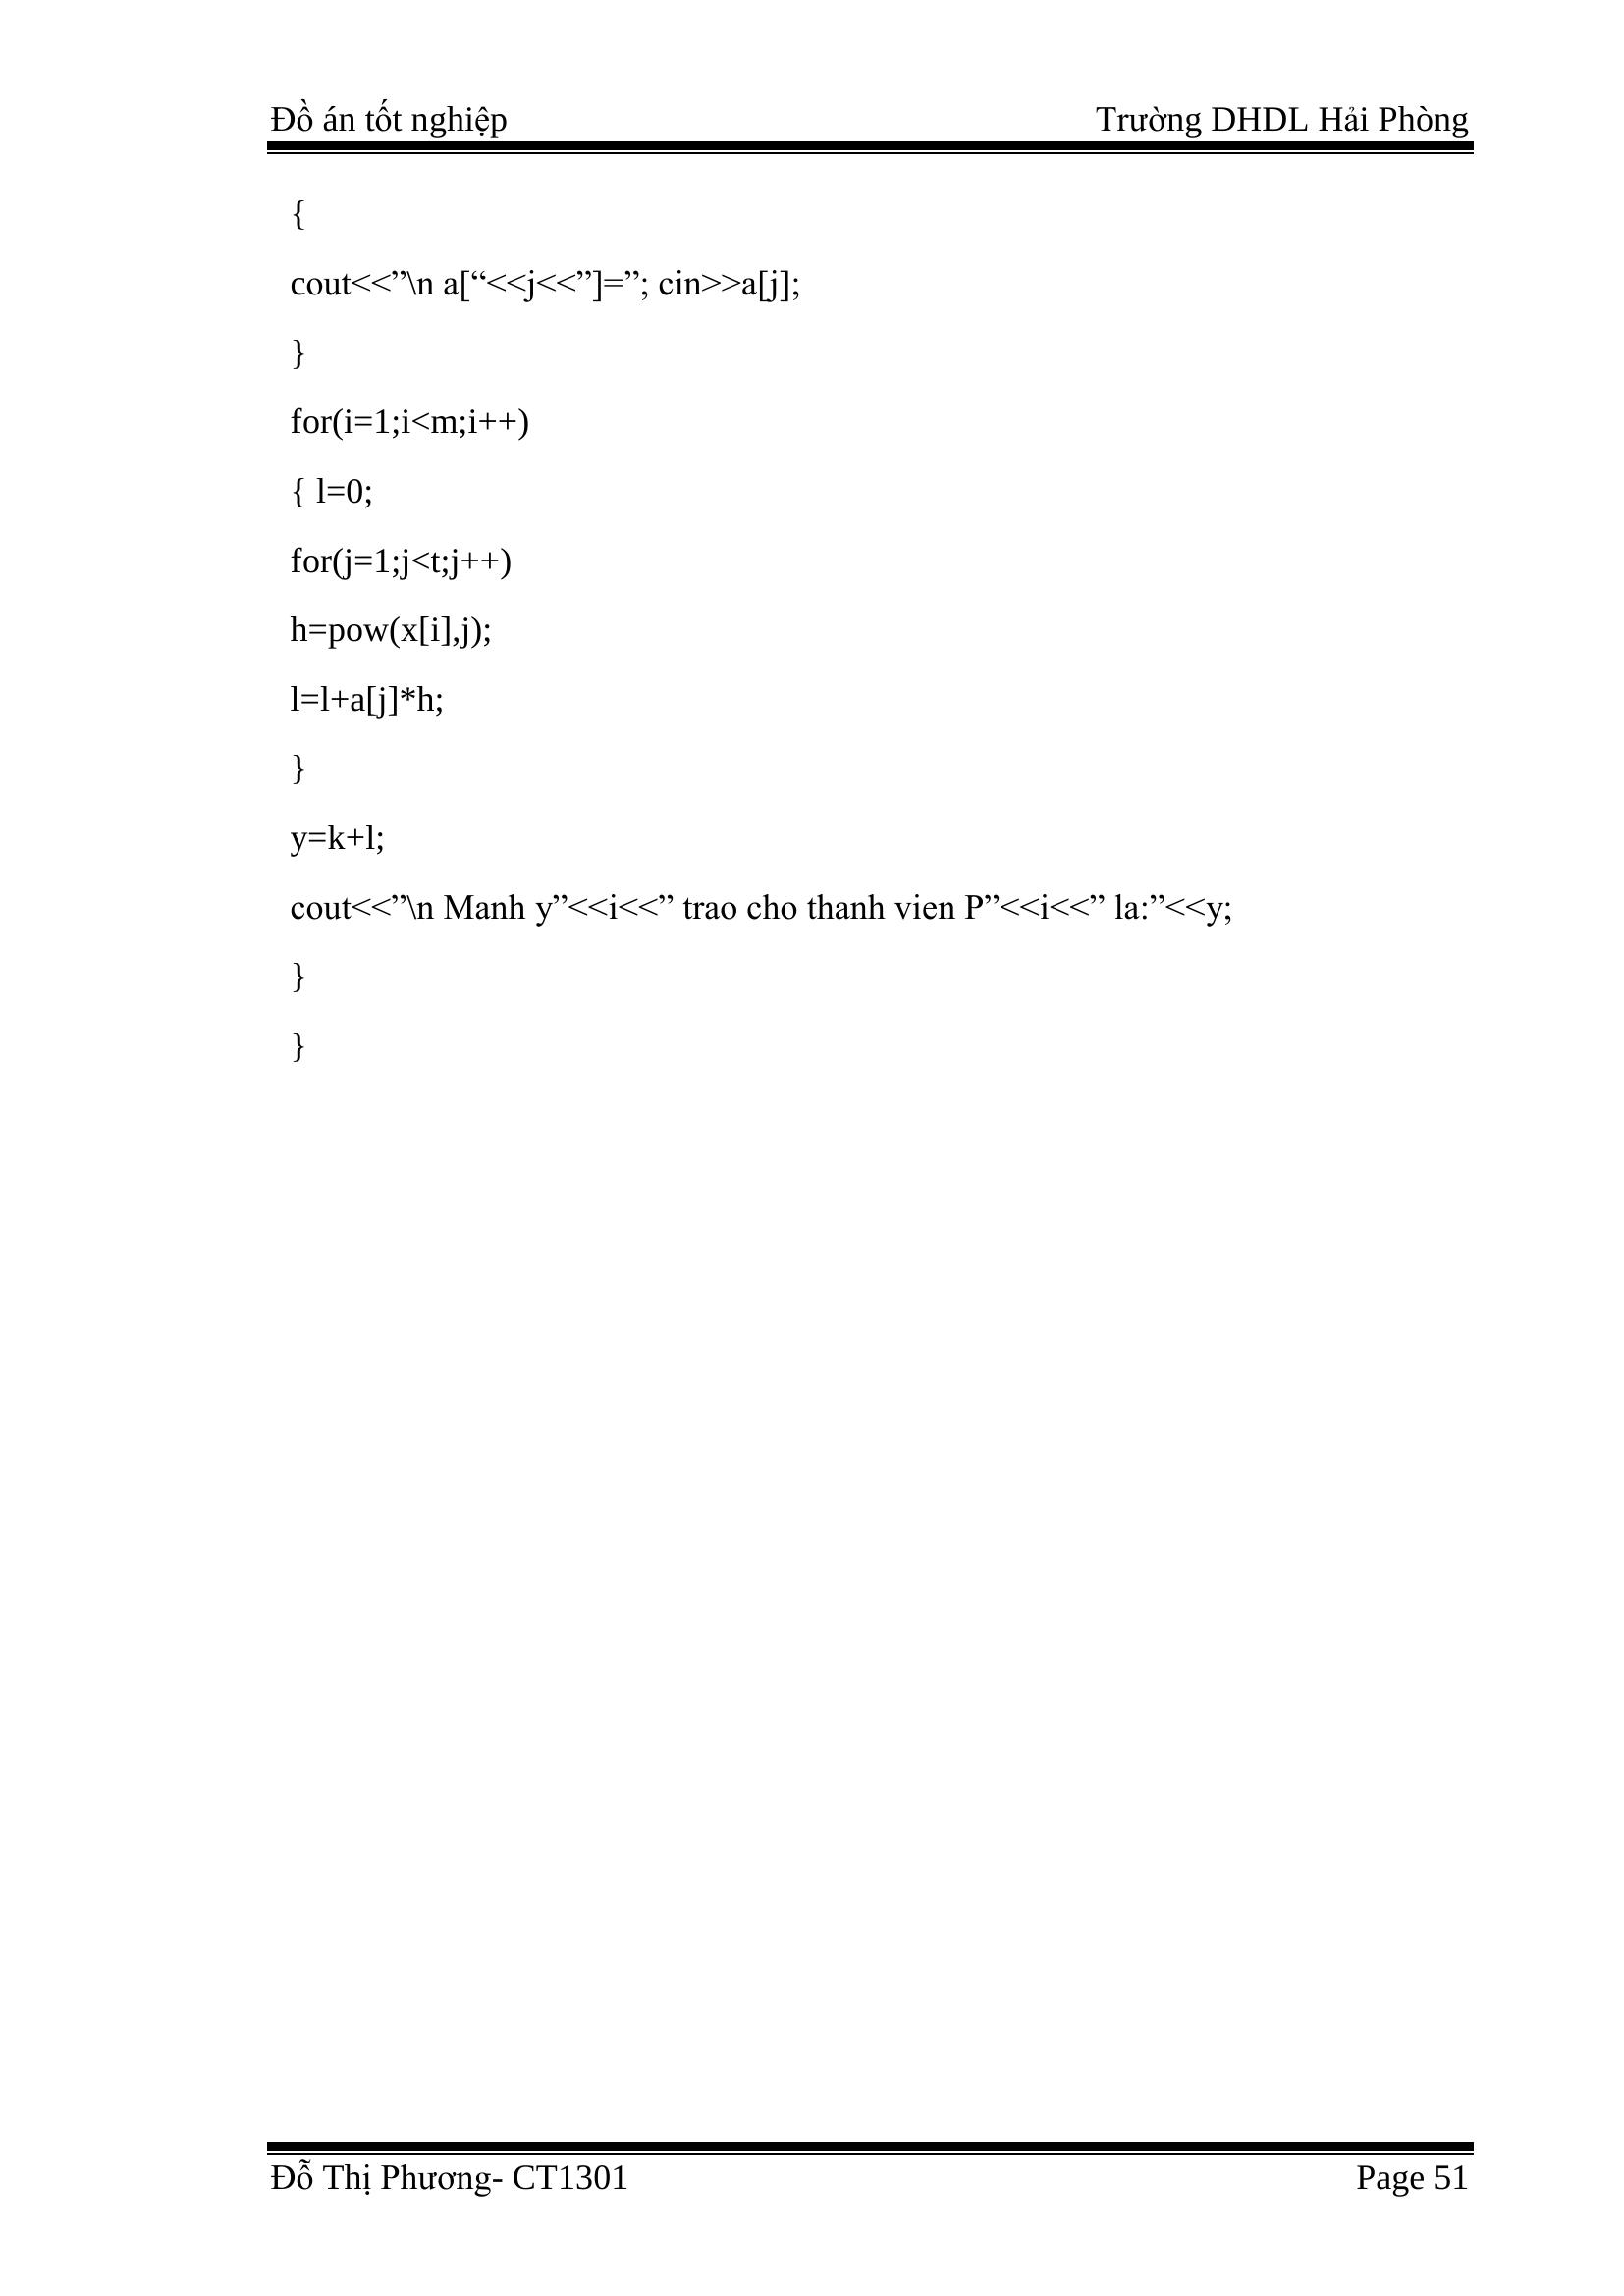 Đồ án tốt nghiệp Trường DHDL Hải Phòng
{
cout<<”\n a[“<<j<<”]=”; cin>>a[j];
}
for(i=1;i<m;i++)
{ l=0;
for(j=1;j<t;j++)
h=pow(x[i],j);
l=l+a[j]*h;
}
y=k+l;
cout<<”\n Manh y”<<i<<” trao cho thanh vien P”<<i<<” la:”<<y;
}
}
Đỗ Thị Phương- CT1301 Page 51